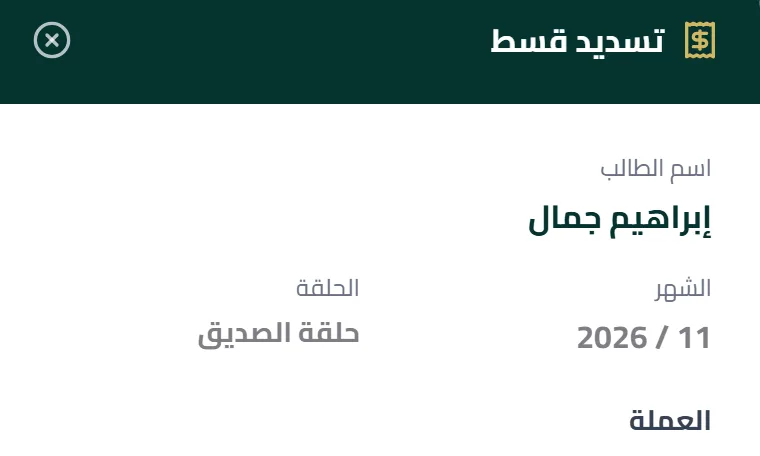 تسديد قسط
اسم الطالب
إبراهيم جمال
الشهر
11 / 2026
الحلقة
حلقة الصديق
العملة